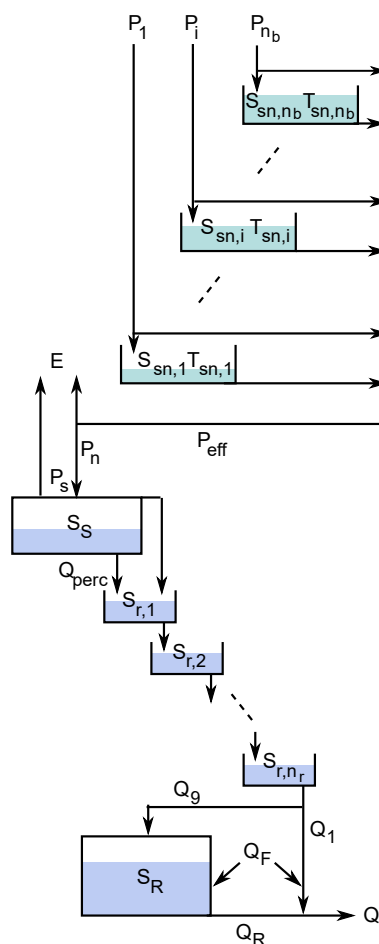 P1 Pi Pnb
Ssn,nb Tsn,nb
Ssn,i Tsn,i
Ssn,1 Tsn,1
E
Pn
Peff
Ps
SS
Qperc
Sr,1
Sr,2
Sr,nr
Q9
Q1
QF
SR
QR
Q